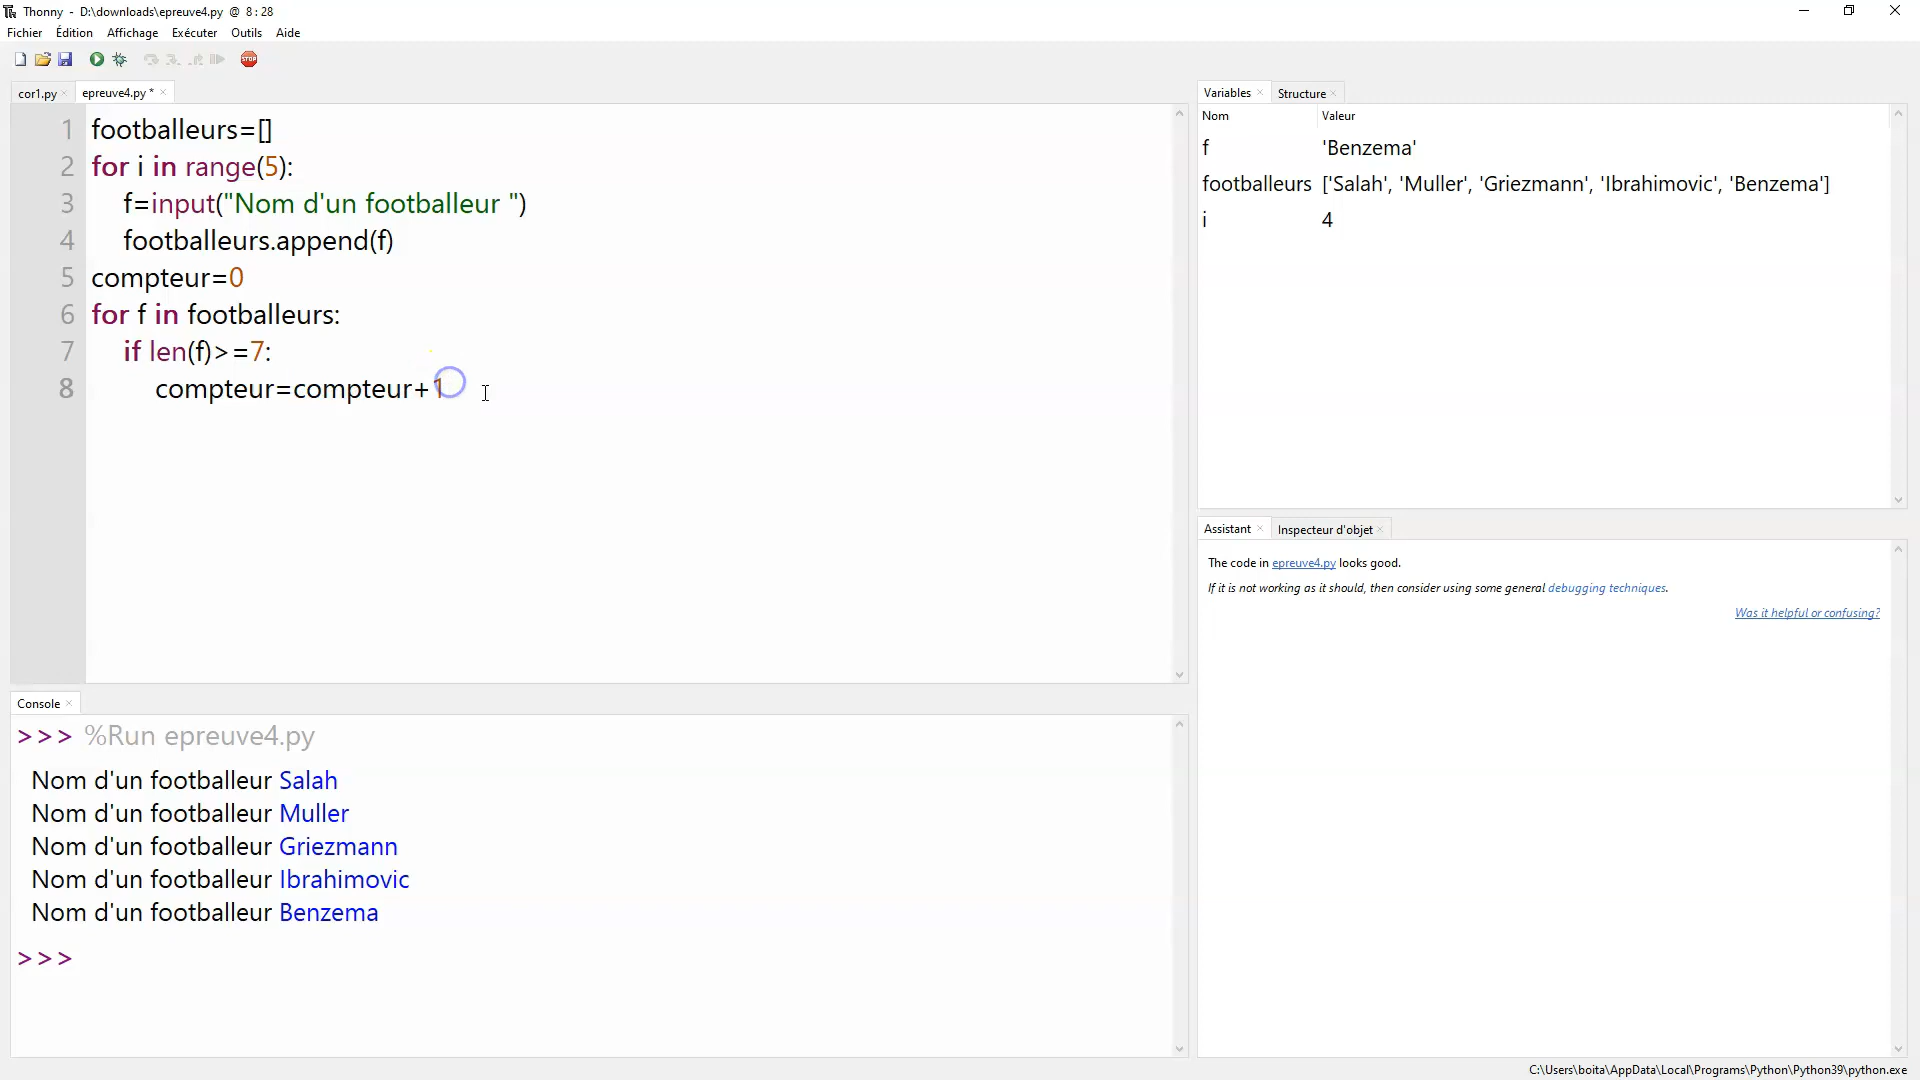 Thonny - D:\downloads\epreuve4.py @ 8:28
Fichier Édition Affichage Exécuter Outils Aide
STOP
cor1.py × epreuve4.py * ×
1 footballeurs=[]
2 for i in range(5):
3 f=input("Nom d'un footballeur ")
4 footballeurs.append(f)
5 compteur=0
6 for f in footballeurs:
7 if len(f)>=7:
8 compteur=compteur+1
Console ×
>>> %Run epreuve4.py
Nom d'un footballeur Salah
Nom d'un footballeur Muller
Nom d'un footballeur Griezmann
Nom d'un footballeur Ibrahimovic
Nom d'un footballeur Benzema
>>>
Variables × Structure ×
Nom Valeur
f 'Benzema'
footballeurs ['Salah', 'Muller', 'Griezmann', 'Ibrahimovic', 'Benzema']
i 4
Assistant × Inspecteur d'objet ×
The code in epreuve4.py looks good.
If it is not working as it should, then consider using some general debugging techniques.
Was it helpful or confusing?
C:\Users\boita\AppData\Local\Programs\Python\Python39\python.exe